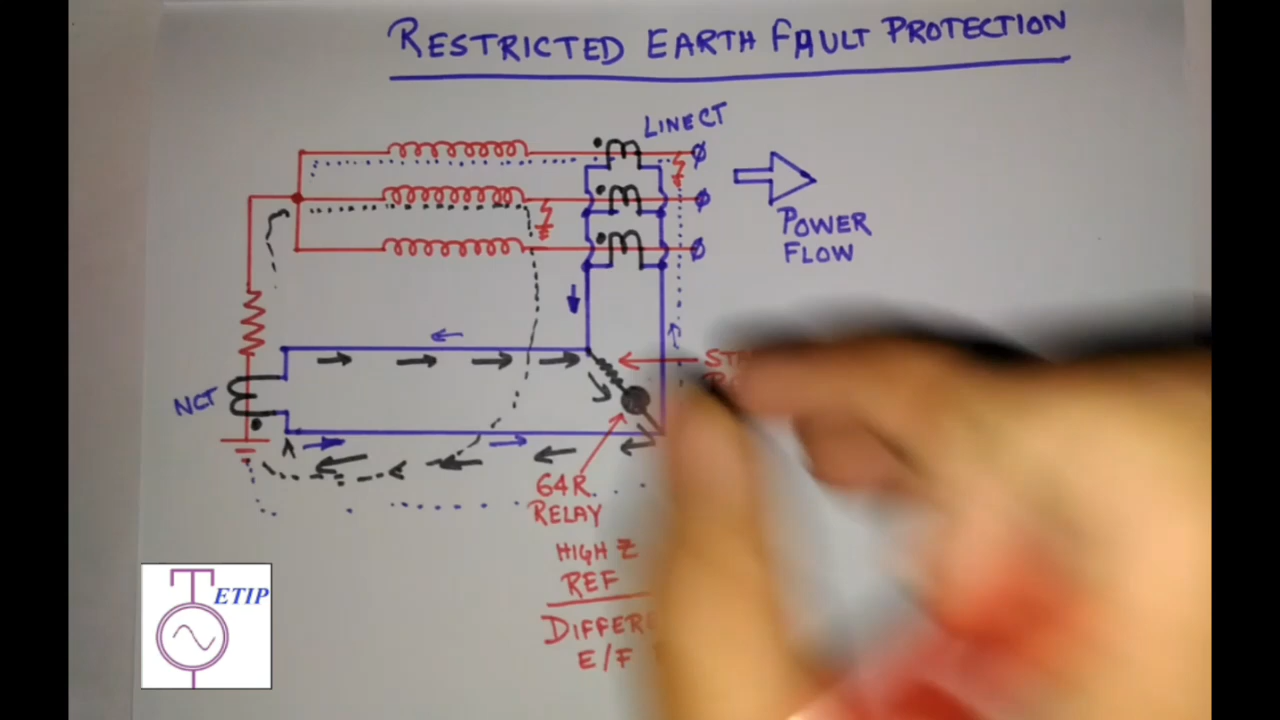 RESTRICTED EARTH FAULT PROTECTION
LINE CT
POWER
FLOW
NCT
64R
RELAY
HIGH Z
REF
E/F
ETIP